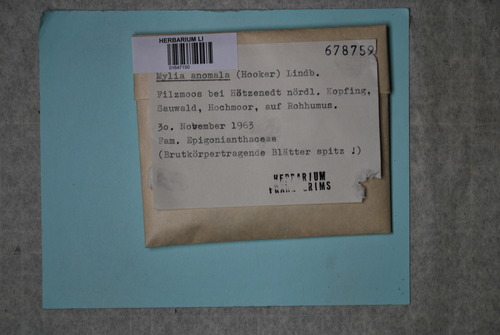 HERBARIUM LI
678759
Mylia anomala (Hooker) Lindb.
Filzmoos bei Hötzenedt nördl. Kopfing,
Sauwald, Hochmoor, auf Rohhumus.
30. November 1963
Fam. Epigonianthaceae
(Brutkörpertragende Blätter spitz !)
HERBARIUM
FRANZ GRIMS